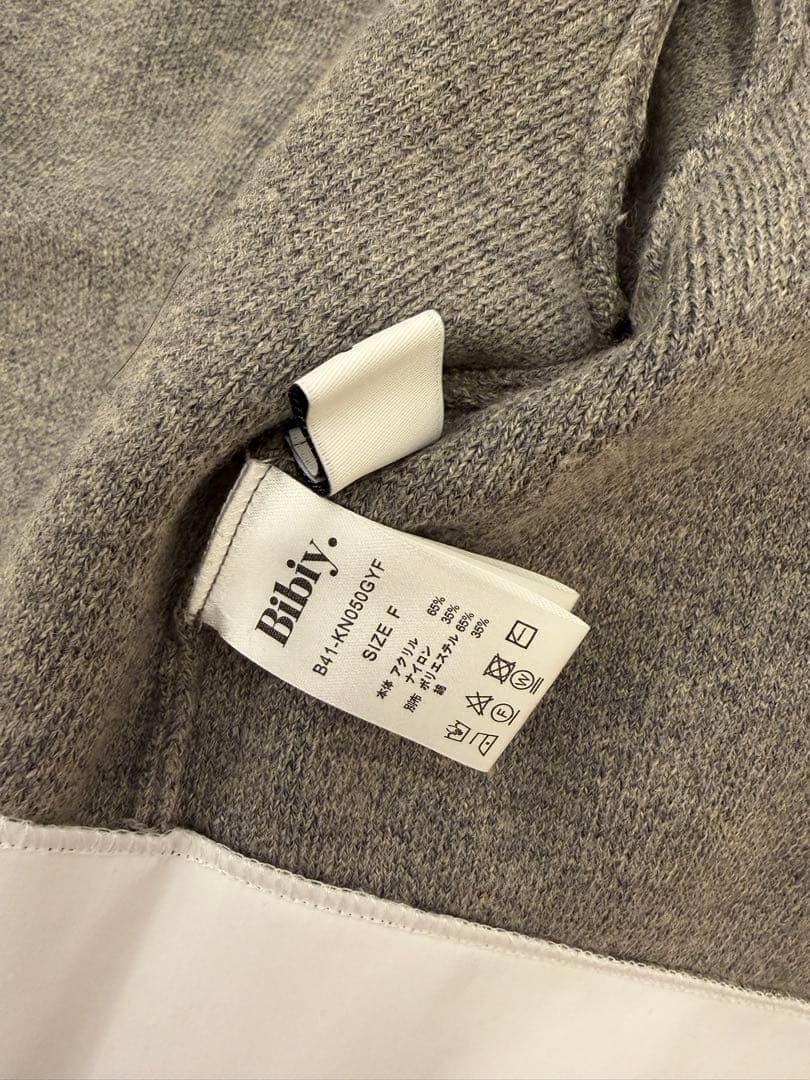 Bibiy.
B41-KN050GYF
SIZE F
本体 アクリル 65%
ナイロン 35%
別布 ポリエステル 65%
綿 35%
W
F